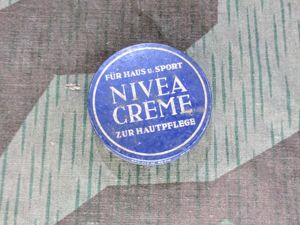 FÜR HAUS u. SPORT
NIVEA
CREME
ZUR HAUTPFLEGE